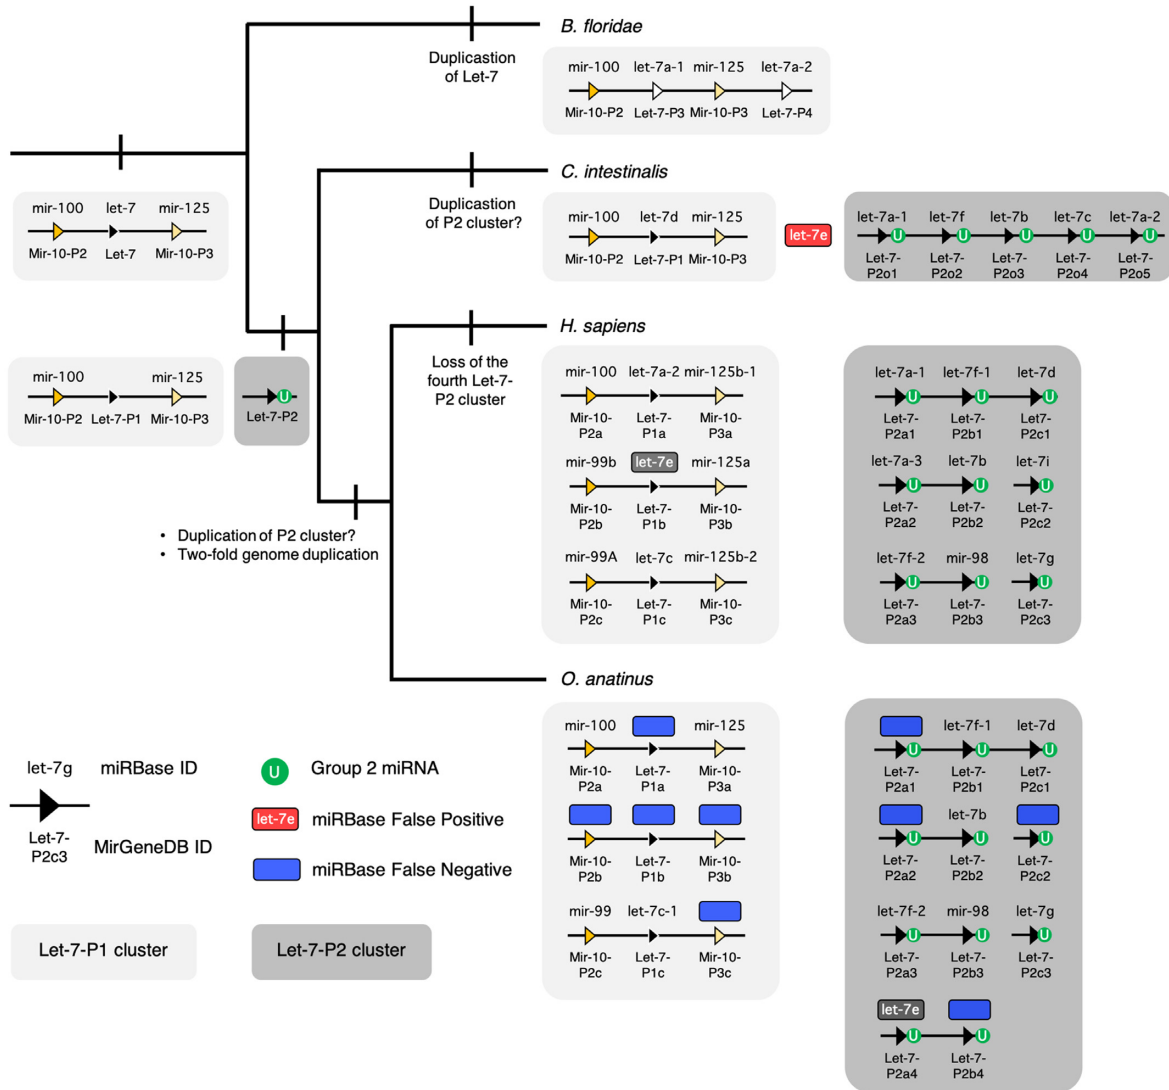 B. floridae
Duplicastion
of Let-7
mir-100 let-7a-1 mir-125 let-7a-2
Mir-10-P2 Let-7-P3 Mir-10-P3 Let-7-P4
C. intestinalis
Duplicastion
of P2 cluster?
mir-100 let-7d mir-125
Mir-10-P2 Let-7-P1 Mir-10-P3
let-7e
let-7a-1 let-7f let-7b let-7c let-7a-2
U U U U U
Let-7- Let-7- Let-7- Let-7- Let-7-
P2o1 P2o2 P2o3 P2o4 P2o5
mir-100 let-7 mir-125
Mir-10-P2 Let-7 Mir-10-P3
mir-100 mir-125
Mir-10-P2 Let-7-P1 Mir-10-P3
U
Let-7-P2
H. sapiens
Loss of the
fourth Let-7-
P2 cluster
mir-100 let-7a-2 mir-125b-1
Mir-10- Let-7- Mir-10-
P2a P1a P3a
mir-99b let-7e mir-125a
Mir-10- Let-7- Mir-10-
P2b P1b P3b
mir-99A let-7c mir-125b-2
Mir-10- Let-7- Mir-10-
P2c P1c P3c
let-7a-1 let-7f-1 let-7d
U U U
Let-7- Let-7- Let7-
P2a1 P2b1 P2c1
let-7a-3 let-7b let-7i
U U U
Let-7- Let-7- Let-7-
P2a2 P2b2 P2c2
let-7f-2 mir-98 let-7g
U U U
Let-7- Let-7- Let-7-
P2a3 P2b3 P2c3
• Duplication of P2 cluster?
• Two-fold genome duplication
O. anatinus
mir-100 mir-125
Mir-10- Let-7- Mir-10-
P2a P1a P3a
Mir-10- Let-7- Mir-10-
P2b P1b P3b
mir-99 let-7c-1
Mir-10- Let-7- Mir-10-
P2c P1c P3c
let-7f-1 let-7d
U U U
Let-7- Let-7- Let-7-
P2a1 P2b1 P2c1
let-7b
U U U
Let-7- Let-7- Let-7-
P2a2 P2b2 P2c2
let-7f-2 mir-98 let-7g
U U U
Let-7- Let-7- Let-7-
P2a3 P2b3 P2c3
let-7e
U U
Let-7- Let-7-
P2a4 P2b4
let-7g miRBase ID
Let-7-
P2c3
MirGeneDB ID
U Group 2 miRNA
let-7e miRBase False Positive
miRBase False Negative
Let-7-P1 cluster
Let-7-P2 cluster